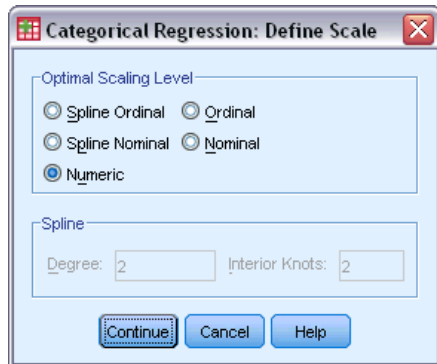 Categorical Regression: Define Scale
Optimal Scaling Level
Spline Ordinal Ordinal
Spline Nominal Nominal
Numeric
Spline
Degree: 2 Interior Knots: 2
Continue Cancel Help